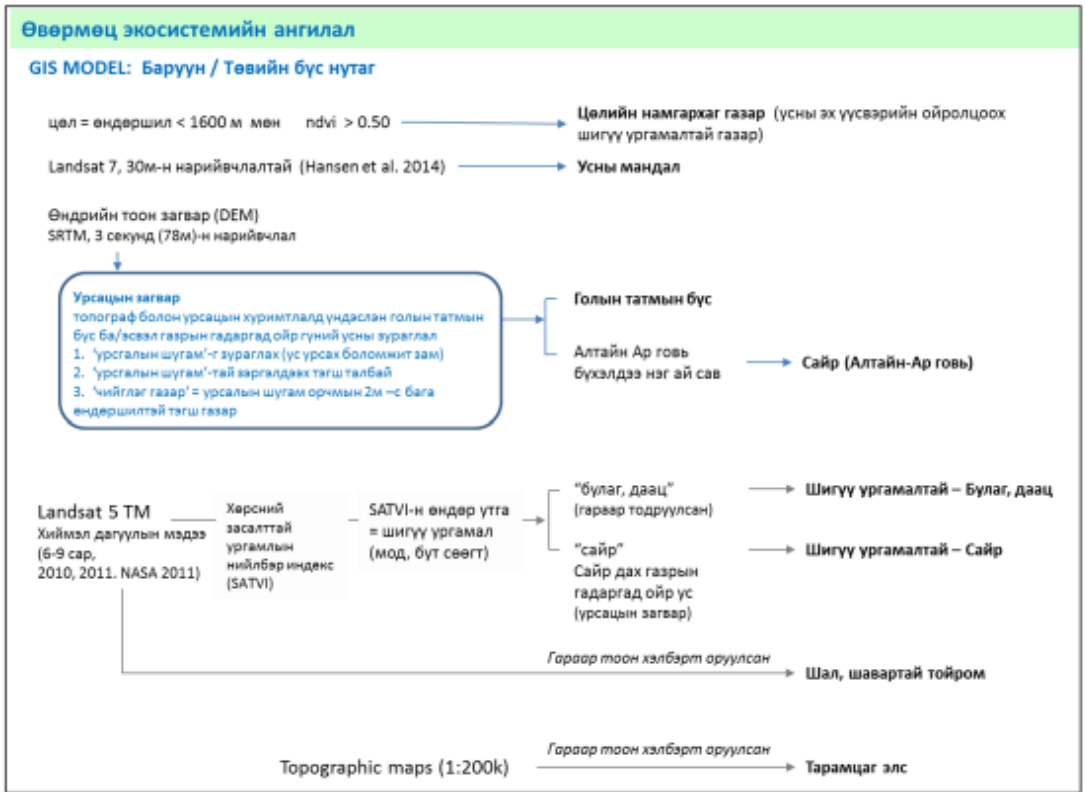 Өвөрмөц экосистемийн ангилал
GIS MODEL: Баруун / Төвийн бүс нутаг
цөл = өндөршил < 1600 м мөн ndvi > 0.50
Цөлийн намгархаг газар (усны эх үүсвэрийн ойролцоох
шигүү ургамалтай газар)
Landsat 7, 30м-н нарийвчлалтай (Hansen et al. 2014)
Усны мандал
Өндрийн тоон загвар (DEM)
SRTM, 3 секунд (78м)-н нарийвчлал
Урсацын загвар
топограф болон урсацын хуримтлалд үндэслэн голын татмын
бүс ба/эсвэл газрын гадаргад ойр гүний усны зураглал
1. 'урсгалын шугам'-г зураглах (ус урсах боломжит зам)
2. 'урсгалын шугам'-тай зэргэлдээх тэгш талбай
3. 'чийглэг газар' = урсалын шугам орчмын 2м –с бага
өндөршилтэй тэгш газар
Голын татмын бүс
Алтайн Ар говь
бүхэлдээ нэг ай сав
Сайр (Алтайн-Ар говь)
Landsat 5 TM
Хиймэл дагуулын мэдээ
(6-9 сар,
2010, 2011. NASA 2011)
Хөрсний
засалттай
ургамлын
нийлбэр индекс
(SATVI)
SATVI-н өндөр утга
= шигүү ургамал
(мод, бут сөөгт)
"булаг, даац"
(гараар тодруулсан)
Шигүү ургамалтай – Булаг, даац
"сайр"
Сайр дах газрын
гадаргад ойр ус
(урсацын загвар)
Шигүү ургамалтай – Сайр
Гараар тоон хэлбэрт оруулсан
Шал, шавартай тойром
Topographic maps (1:200k)
Гараар тоон хэлбэрт оруулсан
Тарамцаг элс